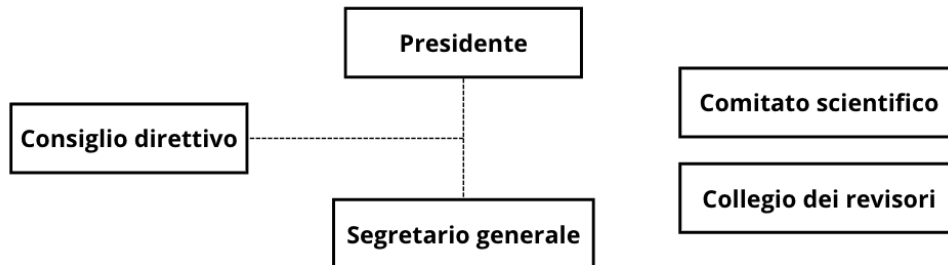 Presidente
Comitato scientifico
Consiglio direttivo
Collegio dei revisori
Segretario generale